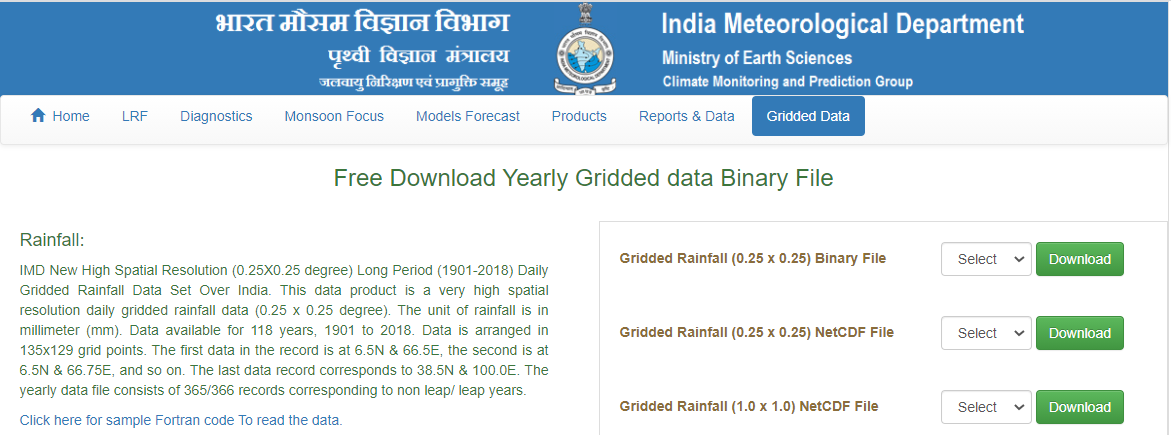 भारत मौसम विज्ञान विभाग
पृथ्वी विज्ञान मंत्रालय
जलवायु निरिक्षण एवं प्रागुक्ति समूह
India Meteorological Department
Ministry of Earth Sciences
Climate Monitoring and Prediction Group
Home LRF Diagnostics Monsoon Focus Models Forecast Products Reports & Data Gridded Data
Free Download Yearly Gridded data Binary File
Rainfall:
IMD New High Spatial Resolution (0.25X0.25 degree) Long Period (1901-2018) Daily
Gridded Rainfall Data Set Over India. This data product is a very high spatial
resolution daily gridded rainfall data (0.25 x 0.25 degree). The unit of rainfall is in
millimeter (mm). Data available for 118 years, 1901 to 2018. Data is arranged in
135x129 grid points. The first data in the record is at 6.5N & 66.5E, the second is at
6.5N & 66.75E, and so on. The last data record corresponds to 38.5N & 100.0E. The
yearly data file consists of 365/366 records corresponding to non leap/ leap years.
Click here for sample Fortran code To read the data.
Gridded Rainfall (0.25 x 0.25) Binary File Select Download
Gridded Rainfall (0.25 x 0.25) NetCDF File Select Download
Gridded Rainfall (1.0 x 1.0) NetCDF File Select Download